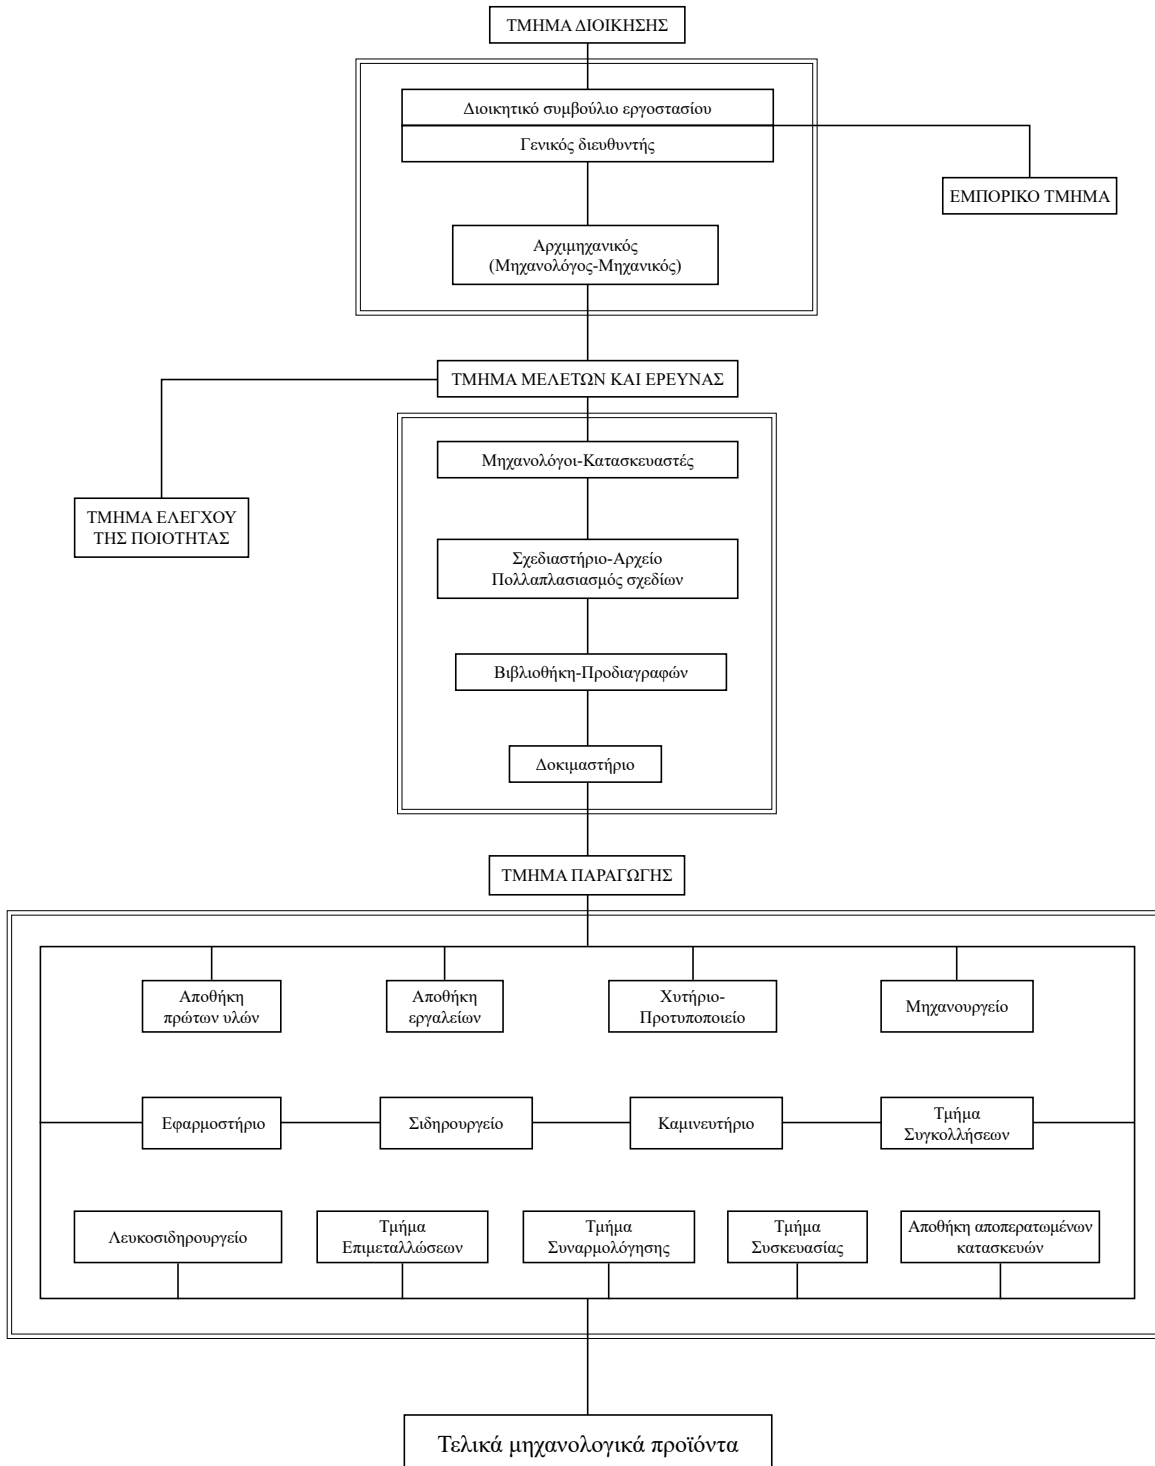 ΤΜΗΜΑ ΔΙΟΙΚΗΣΗΣ
Διοικητικό συμβούλιο εργοστασίου
Γενικός διευθυντής
ΕΜΠΟΡΙΚΟ ΤΜΗΜΑ
Αρχιμηχανικός
(Μηχανολόγος-Μηχανικός)
ΤΜΗΜΑ ΜΕΛΕΤΩΝ ΚΑΙ ΕΡΕΥΝΑΣ
Μηχανολόγοι-Κατασκευαστές
ΤΜΗΜΑ ΕΛΕΓΧΟΥ
ΤΗΣ ΠΟΙΟΤΗΤΑΣ
Σχεδιαστήριο-Αρχείο
Πολλαπλασιασμός σχεδίων
Βιβλιοθήκη-Προδιαγραφών
Δοκιμαστήριο
ΤΜΗΜΑ ΠΑΡΑΓΩΓΗΣ
Αποθήκη
πρώτων υλών
Αποθήκη
εργαλείων
Χυτήριο-
Προτυποποιείο
Μηχανουργείο
Εφαρμοστήριο
Σιδηρουργείο
Καμινευτήριο
Τμήμα
Συγκολλήσεων
Λευκοσιδηρουργείο
Τμήμα
Επιμεταλλώσεων
Τμήμα
Συναρμολόγησης
Τμήμα
Συσκευασίας
Αποθήκη αποπερατωμένων
κατασκευών
Τελικά μηχανολογικά προϊόντα